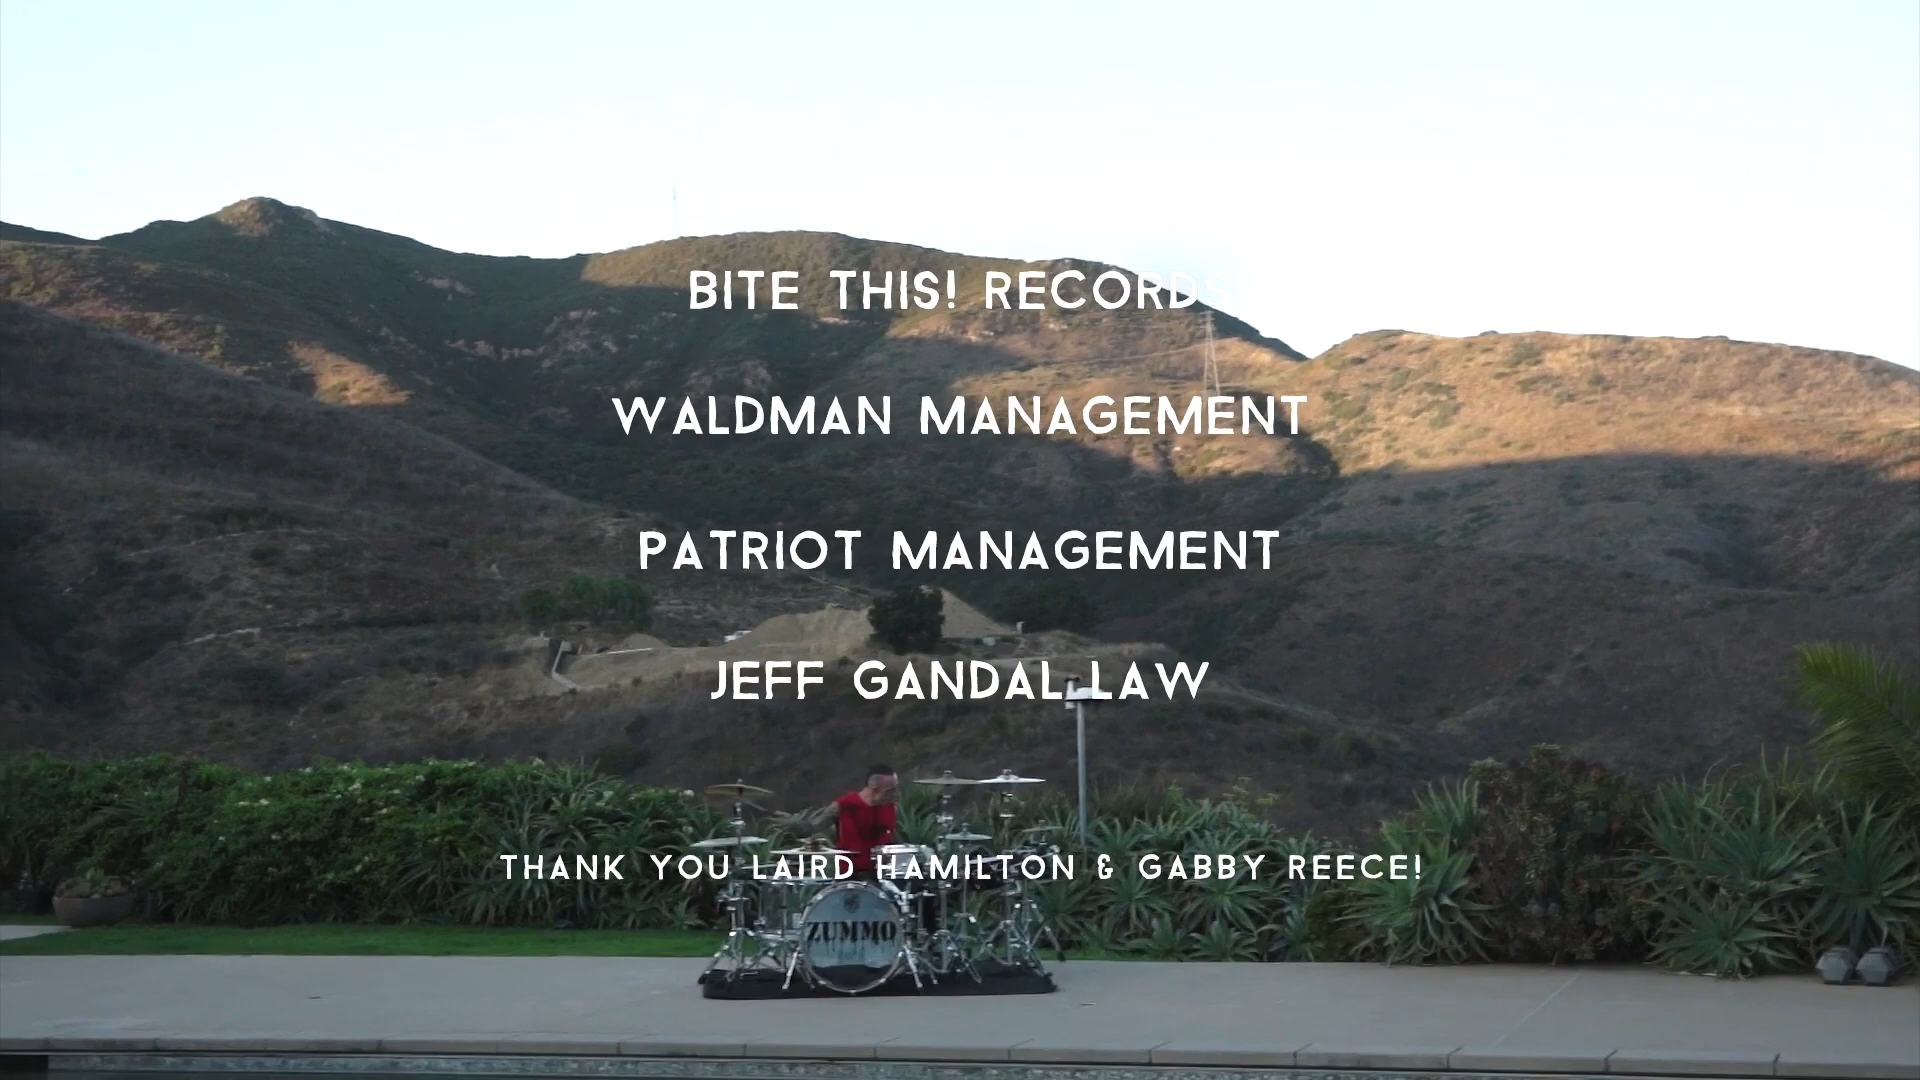 BITE THIS! RECORDS
WALDMAN MANAGEMENT
PATRIOT MANAGEMENT
JEFF GANDAL LAW
THANK YOU LAIRD HAMILTON & GABBY REECE!
ZUMMO